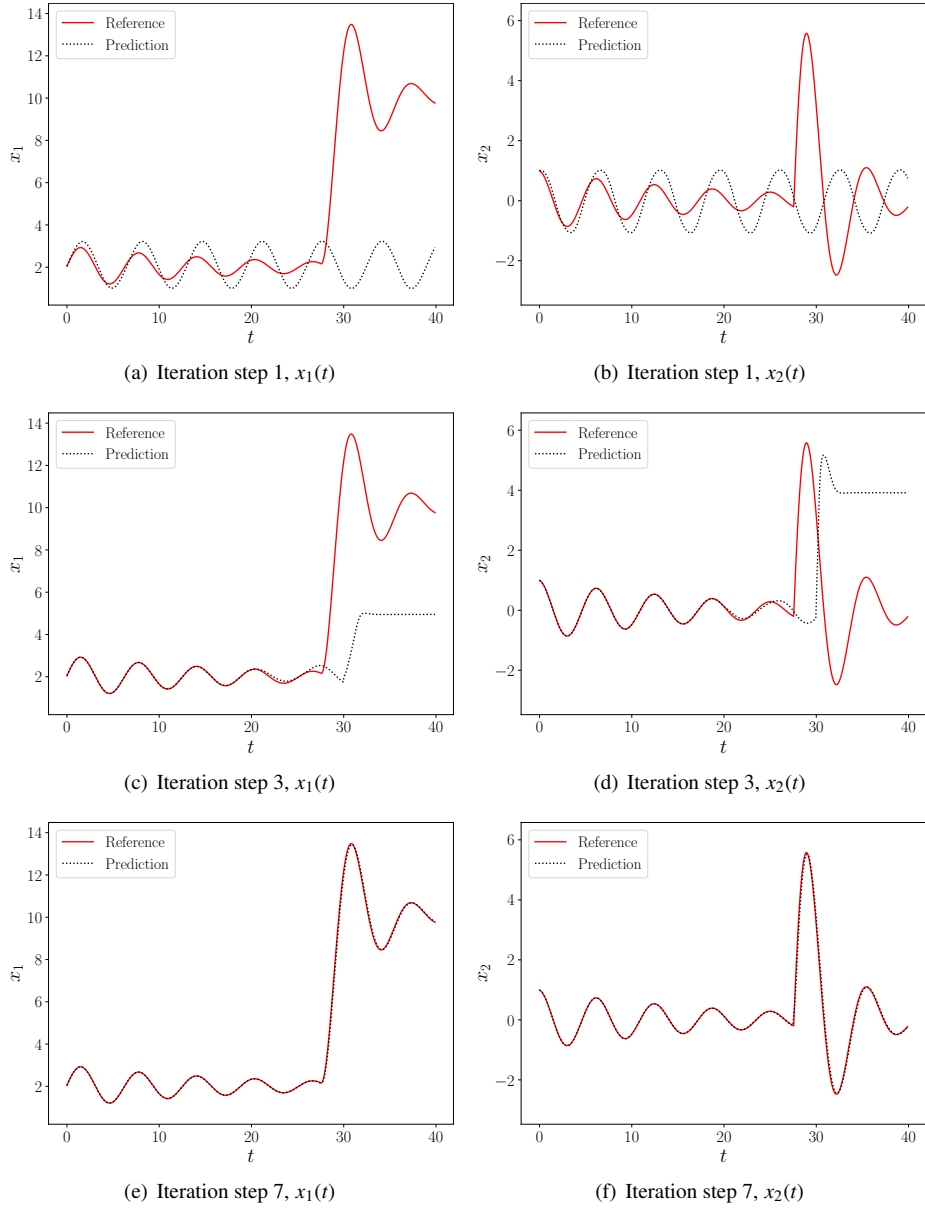 14
12
10
8
6
4
2
x₁
Reference
Prediction
0 10 20 30 40
t
(a) Iteration step 1, x₁(t)
6
4
2
0
−2
x₂
Reference
Prediction
0 10 20 30 40
t
(b) Iteration step 1, x₂(t)
14
12
10
8
6
4
2
x₁
Reference
Prediction
0 10 20 30 40
t
(c) Iteration step 3, x₁(t)
6
4
2
0
−2
x₂
Reference
Prediction
0 10 20 30 40
t
(d) Iteration step 3, x₂(t)
14
12
10
8
6
4
2
x₁
Reference
Prediction
0 10 20 30 40
t
(e) Iteration step 7, x₁(t)
6
4
2
0
−2
x₂
Reference
Prediction
0 10 20 30 40
t
(f) Iteration step 7, x₂(t)